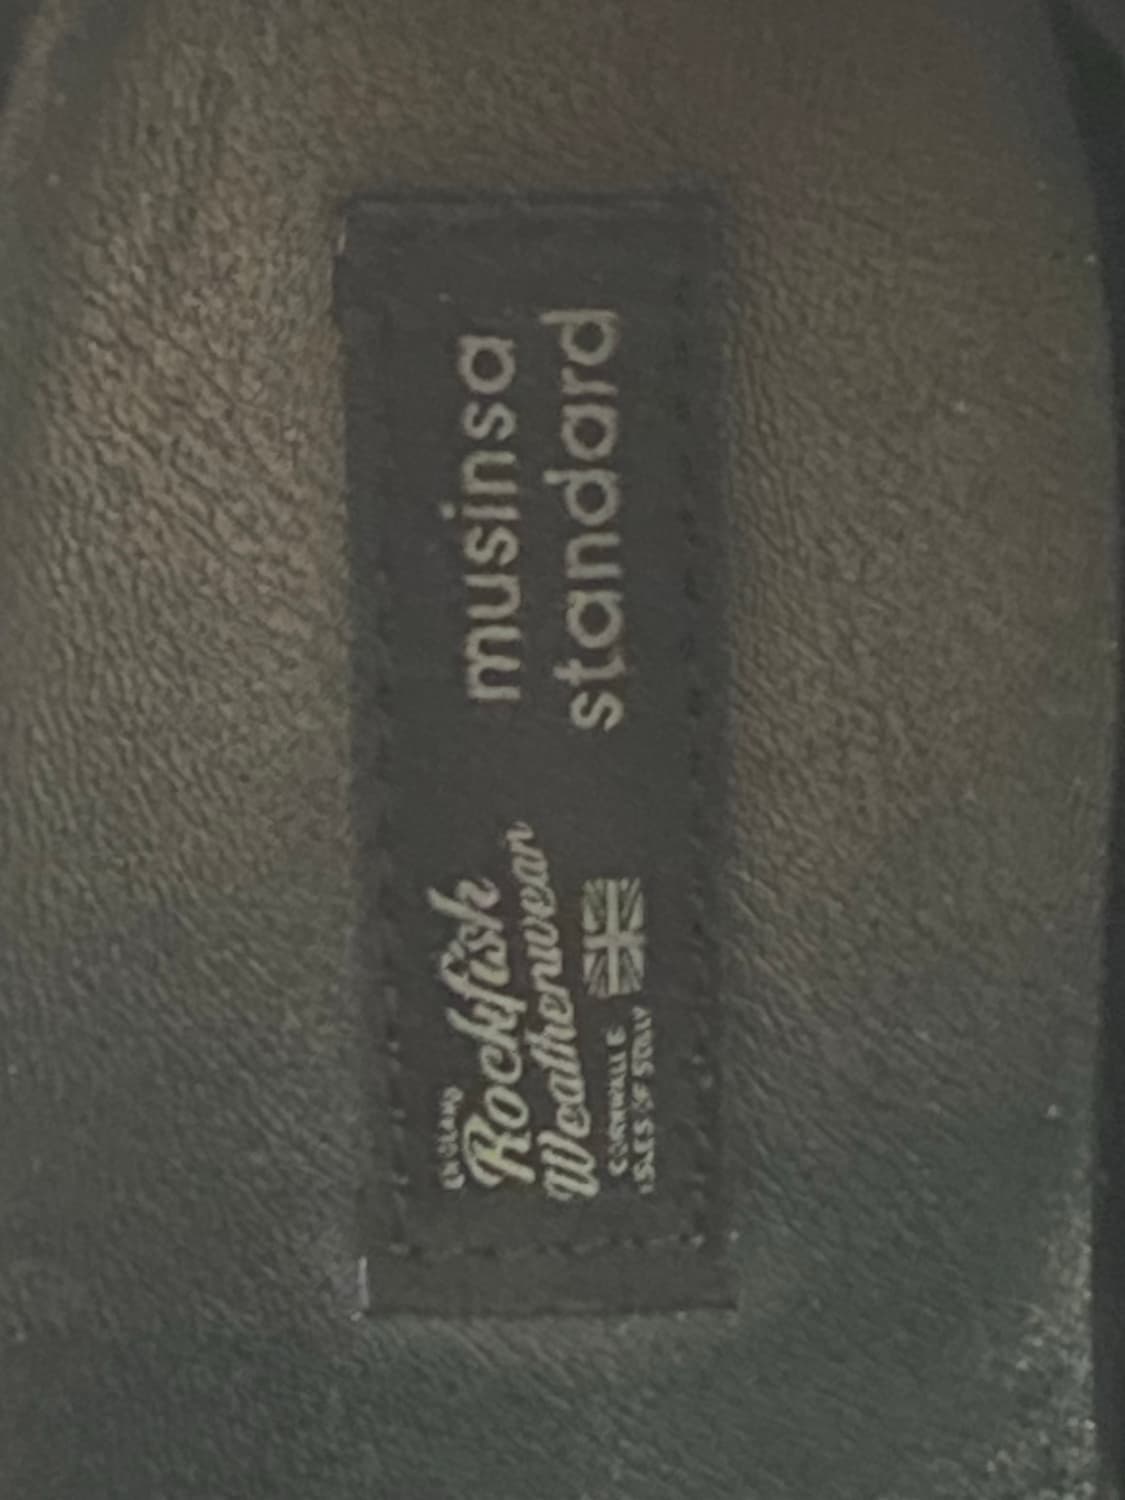 ENGLAND
Rockfish
Weatherwear
CORNWALL &
ISLES OF SCILLY
musinsa
standard